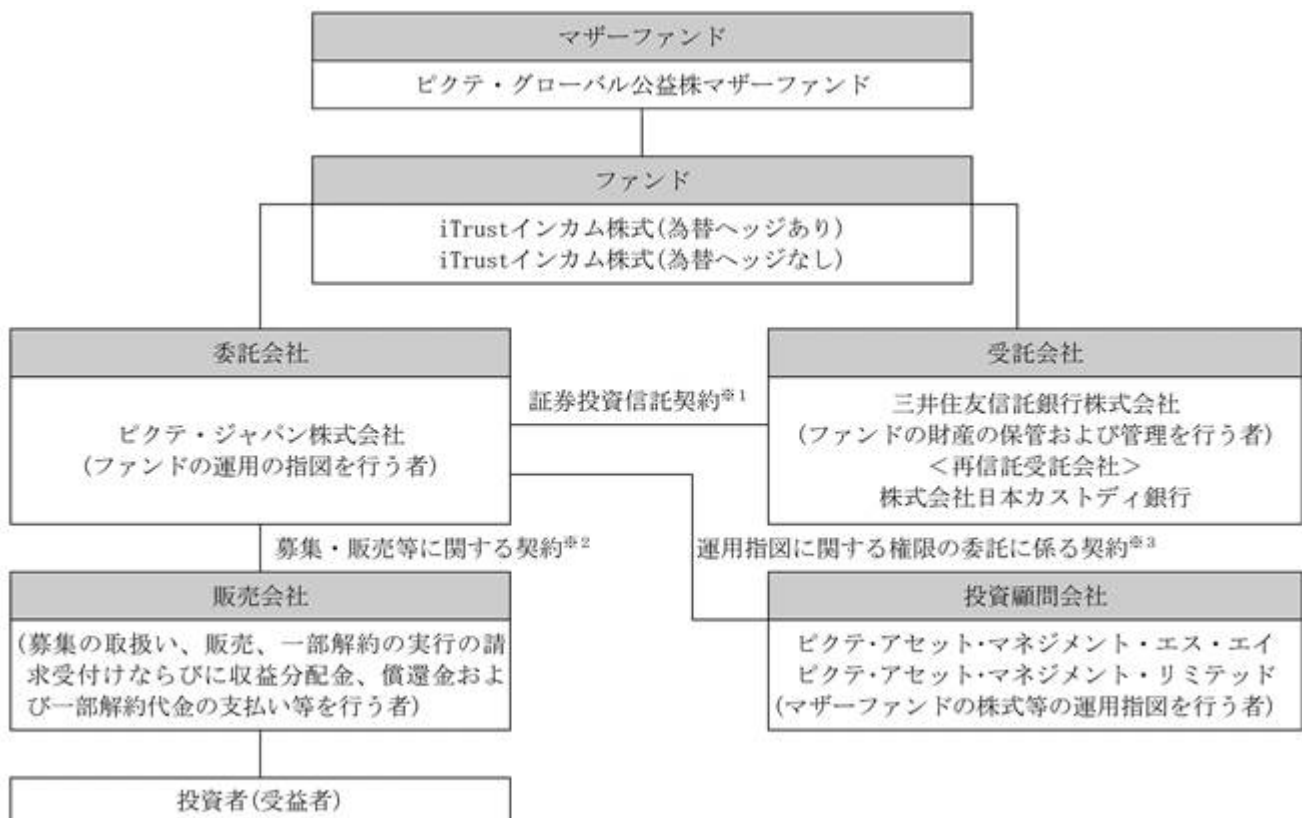 マザーファンド
ピクテ・グローバル公益株マザーファンド
ファンド
iTrustインカム株式(為替ヘッジあり)
iTrustインカム株式(為替ヘッジなし)
委託会社
ピクテ・ジャパン株式会社
(ファンドの運用の指図を行う者)
証券投資信託契約※1
受託会社
三井住友信託銀行株式会社
(ファンドの財産の保管および管理を行う者)
＜再信託受託会社＞
株式会社日本カストディ銀行
募集・販売等に関する契約※2
運用指図に関する権限の委託に係る契約※3
販売会社
(募集の取扱い、販売、一部解約の実行の請
求受付けならびに収益分配金、償還金およ
び一部解約代金の支払い等を行う者)
投資顧問会社
ピクテ・アセット・マネジメント・エス・エイ
ピクテ・アセット・マネジメント・リミテッド
(マザーファンドの株式等の運用指図を行う者)
投資者(受益者)